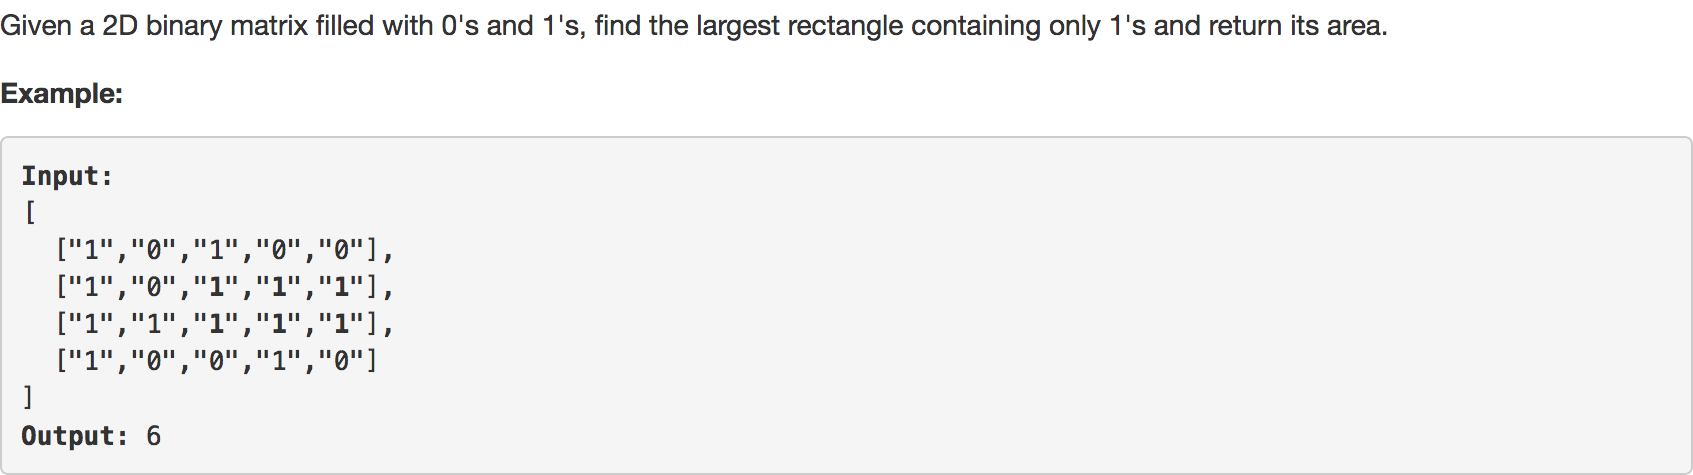 Given a 2D binary matrix filled with 0's and 1's, find the largest rectangle containing only 1's and return its area.
Example:
Input:
[
  ["1","0","1","0","0"],
  ["1","0","1","1","1"],
  ["1","1","1","1","1"],
  ["1","0","0","1","0"]
]
Output: 6